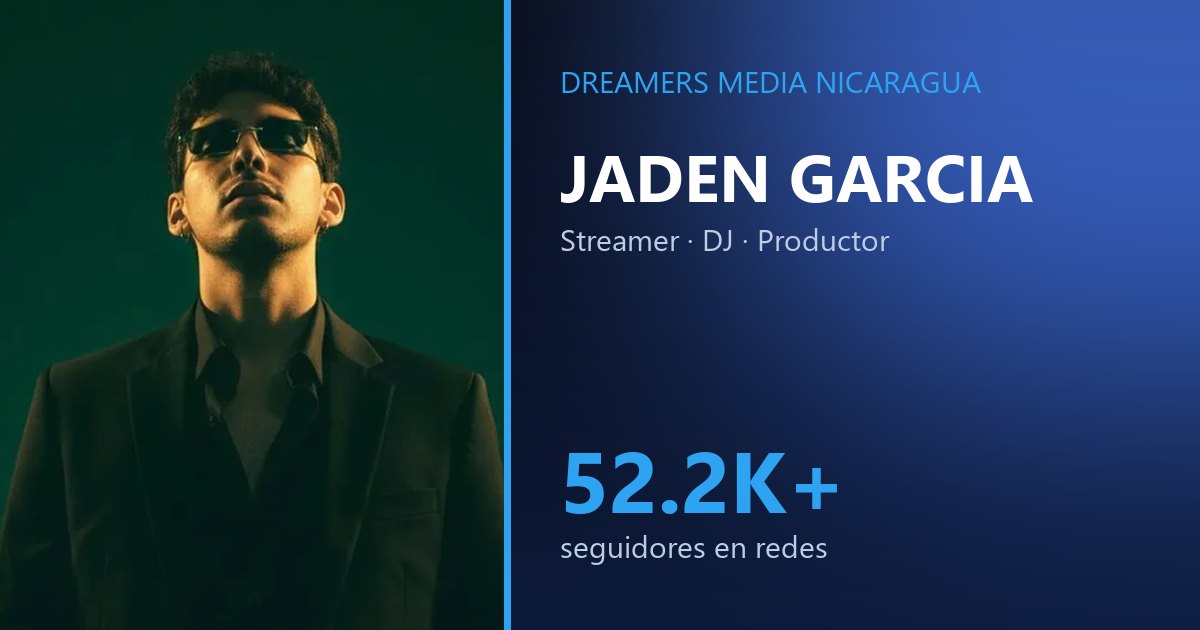 DREAMERS MEDIA NICARAGUA
JADEN GARCIA
Streamer · DJ · Productor
52.2K+
seguidores en redes